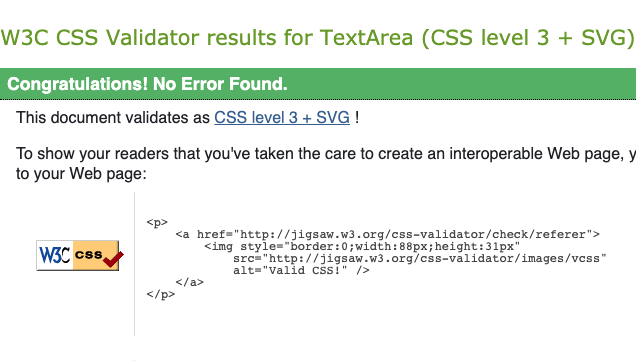 W3C CSS Validator results for TextArea (CSS level 3 + SVG)
Congratulations! No Error Found.
This document validates as CSS level 3 + SVG !
To show your readers that you've taken the care to create an interoperable Web page, y
to your Web page:
W3C css
<p>
<a href="http://jigsaw.w3.org/css-validator/check/referer">
<img style="border:0;width:88px;height:31px"
src="http://jigsaw.w3.org/css-validator/images/vcss"
alt="Valid CSS!" />
</a>
</p>